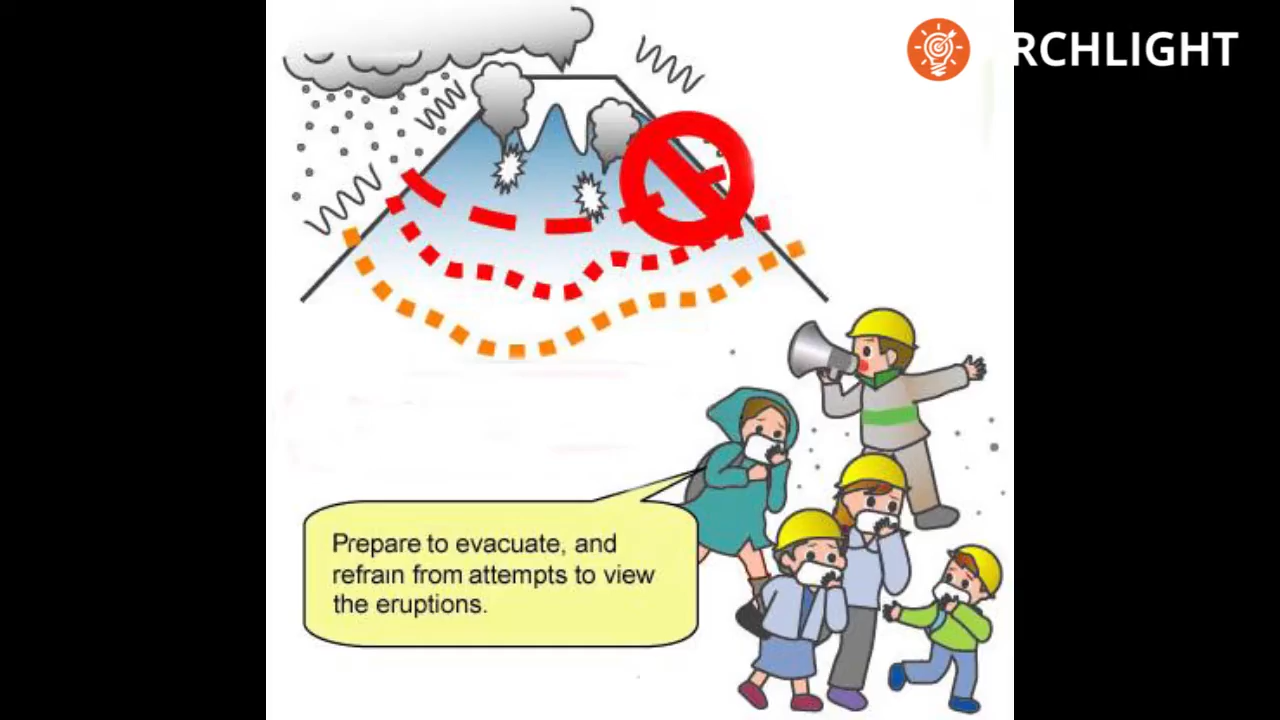 RCHLIGHT
Prepare to evacuate, and
refrain from attempts to view
the eruptions.